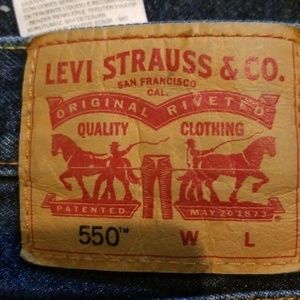 LEVI STRAUSS & CO.
SAN FRANCISCO
CAL.
ORIGINAL RIVETED
QUALITY CLOTHING
PATENTED MAY 20 1873
550™ W L